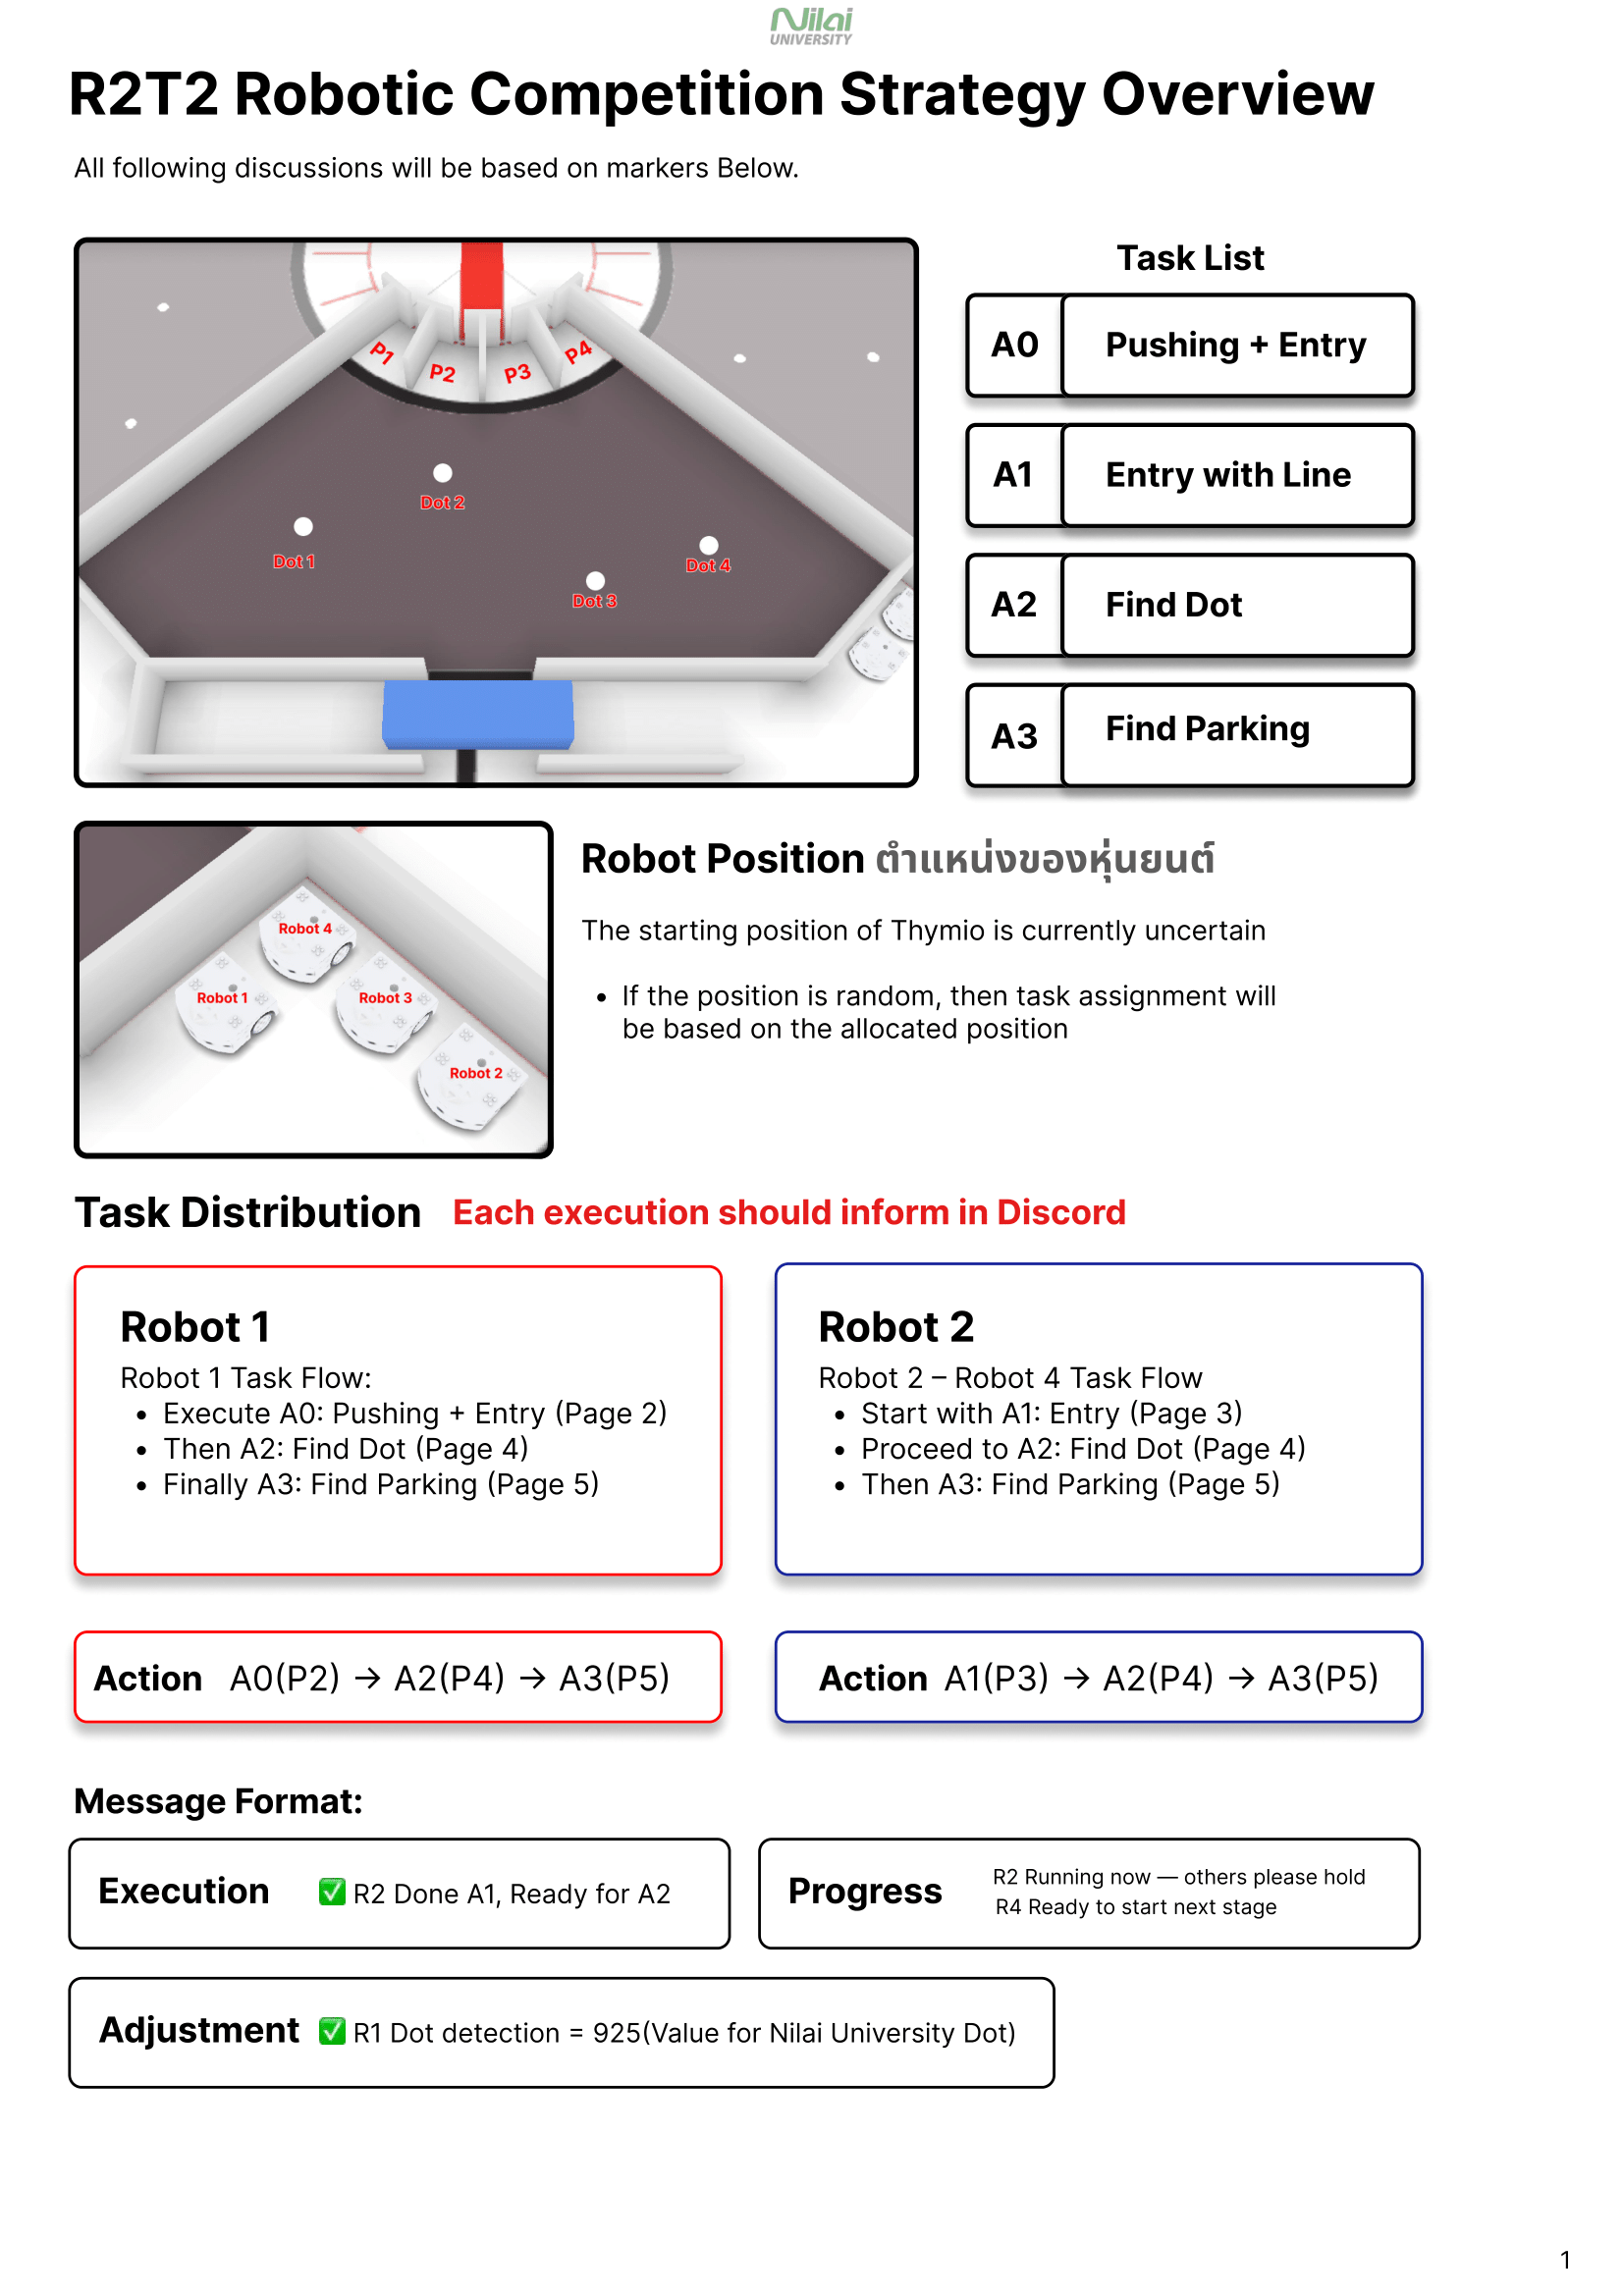 Nilai
UNIVERSITY
R2T2 Robotic Competition Strategy Overview
All following discussions will be based on markers Below.
P1
P2
P3
P4
Dot 2
Dot 1
Dot 4
Dot 3
Task List
A0 Pushing + Entry
A1 Entry with Line
A2 Find Dot
A3 Find Parking
Robot 4
Robot 1
Robot 3
Robot 2
Robot Position ตำแหน่งของหุ่นยนต์
The starting position of Thymio is currently uncertain
• If the position is random, then task assignment will
be based on the allocated position
Task Distribution Each execution should inform in Discord
Robot 1
Robot 1 Task Flow:
• Execute A0: Pushing + Entry (Page 2)
• Then A2: Find Dot (Page 4)
• Finally A3: Find Parking (Page 5)
Robot 2
Robot 2 – Robot 4 Task Flow
• Start with A1: Entry (Page 3)
• Proceed to A2: Find Dot (Page 4)
• Then A3: Find Parking (Page 5)
Action A0(P2) → A2(P4) → A3(P5)
Action A1(P3) → A2(P4) → A3(P5)
Message Format:
Execution ✅ R2 Done A1, Ready for A2
Progress
R2 Running now — others please hold
R4 Ready to start next stage
Adjustment ✅ R1 Dot detection = 925(Value for Nilai University Dot)
1